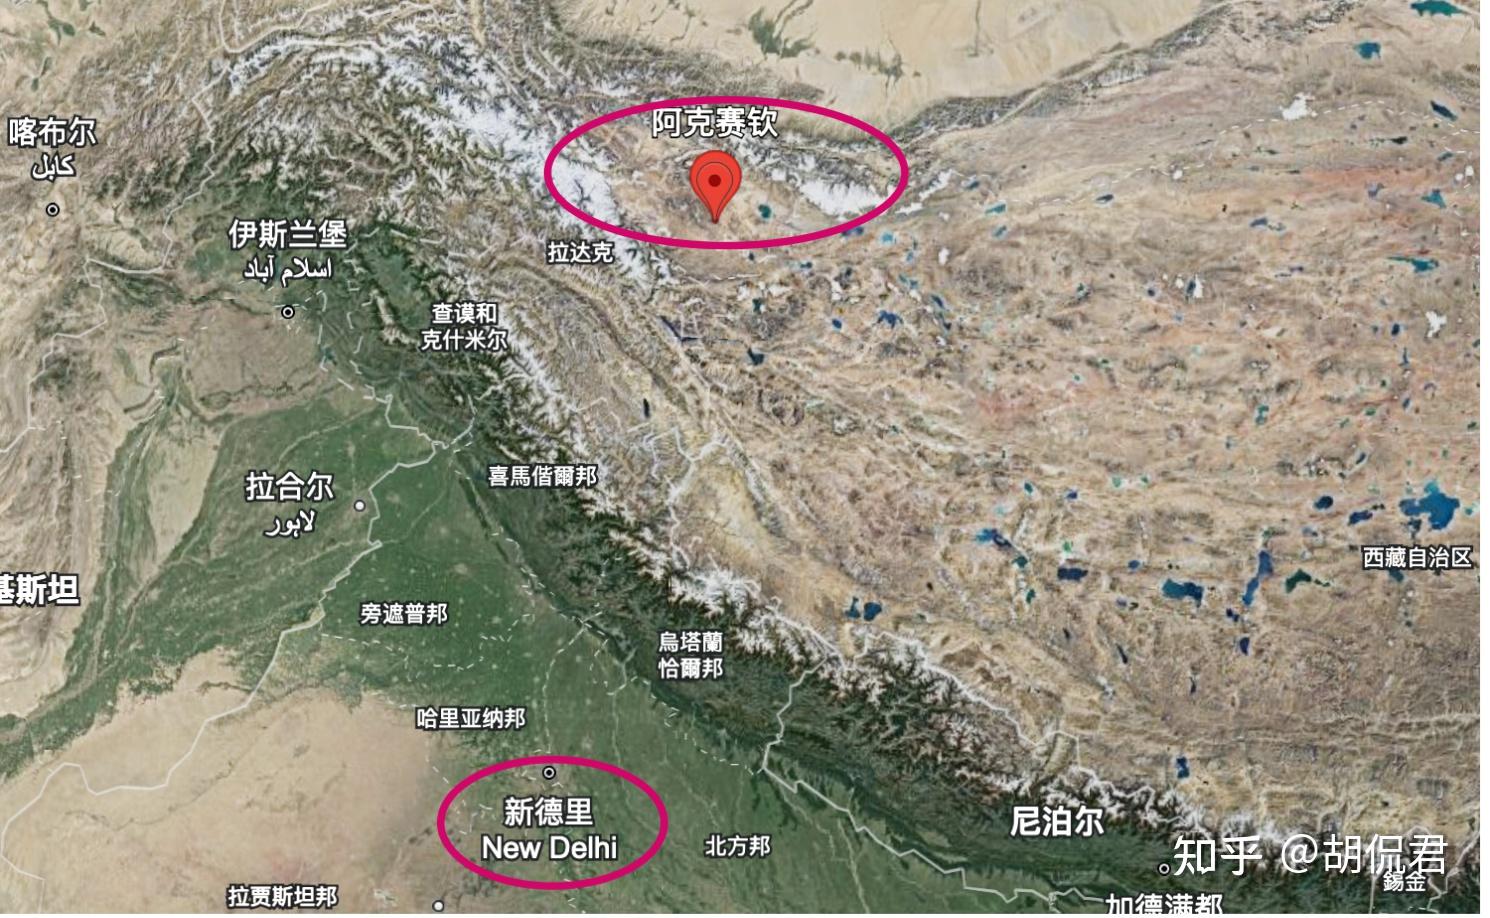 阿克赛钦
喀布尔
كابل
伊斯兰堡
اسلام آباد
拉达克
查谟和
克什米尔
喜馬偕爾邦
拉合尔
لاہور
西藏自治区
基斯坦
旁遮普邦
烏塔蘭
恰爾邦
哈里亚纳邦
新德里
New Delhi
尼泊尔
北方邦
知乎 @胡侃君
錫金
拉贾斯坦邦
加德满都